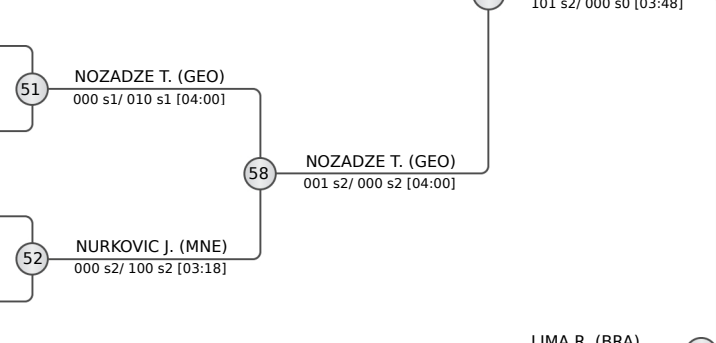 101 s2/ 000 s0 [03:48]
51
NOZADZE T. (GEO)
000 s1/ 010 s1 [04:00]
58
NOZADZE T. (GEO)
001 s2/ 000 s2 [04:00]
52
NURKOVIC J. (MNE)
000 s2/ 100 s2 [03:18]
LIMA R. (BRA)